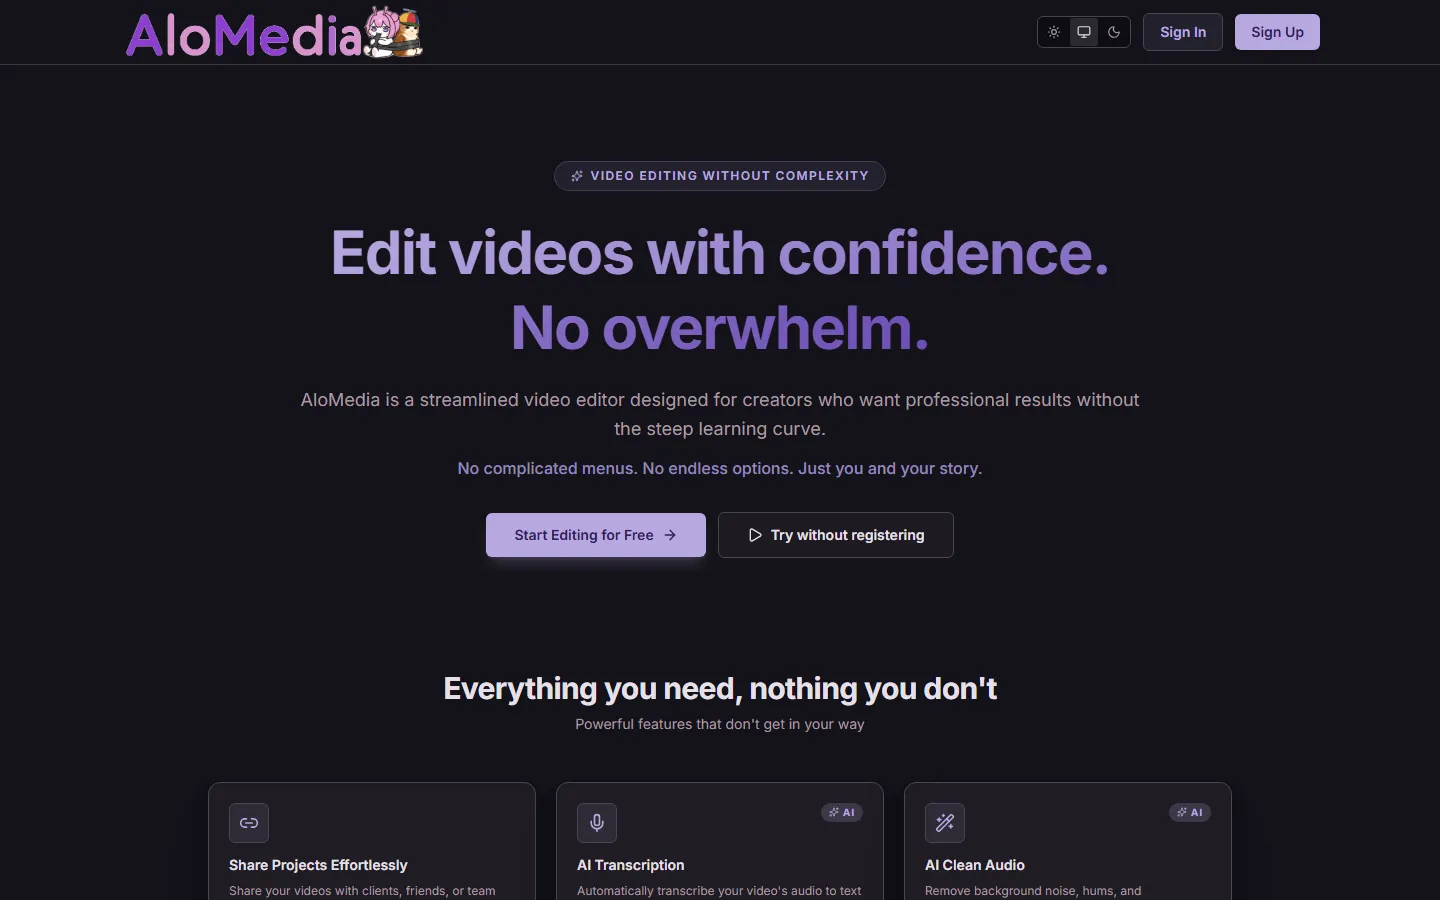 AloMedia
Sign In
Sign Up
VIDEO EDITING WITHOUT COMPLEXITY
Edit videos with confidence.
No overwhelm.
AloMedia is a streamlined video editor designed for creators who want professional results without
the steep learning curve.
No complicated menus. No endless options. Just you and your story.
Start Editing for Free
Try without registering
Everything you need, nothing you don't
Powerful features that don't get in your way
Share Projects Effortlessly
Share your videos with clients, friends, or team
AI
AI Transcription
Automatically transcribe your video's audio to text
AI
AI Clean Audio
Remove background noise, hums, and